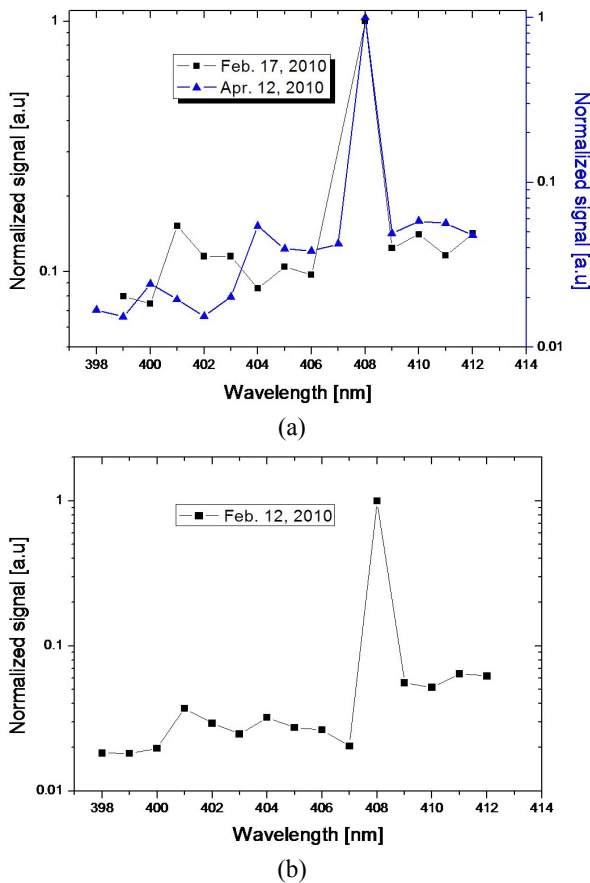 1
0.1
Normalized signal [a.u]
Feb. 17, 2010
Apr. 12, 2010
1
0.1
0.01
Normalized signal [a.u]
398 400 402 404 406 408 410 412 414
Wavelength [nm]
(a)
1
0.1
0.01
Normalized signal [a.u]
Feb. 12, 2010
398 400 402 404 406 408 410 412 414
Wavelength [nm]
(b)